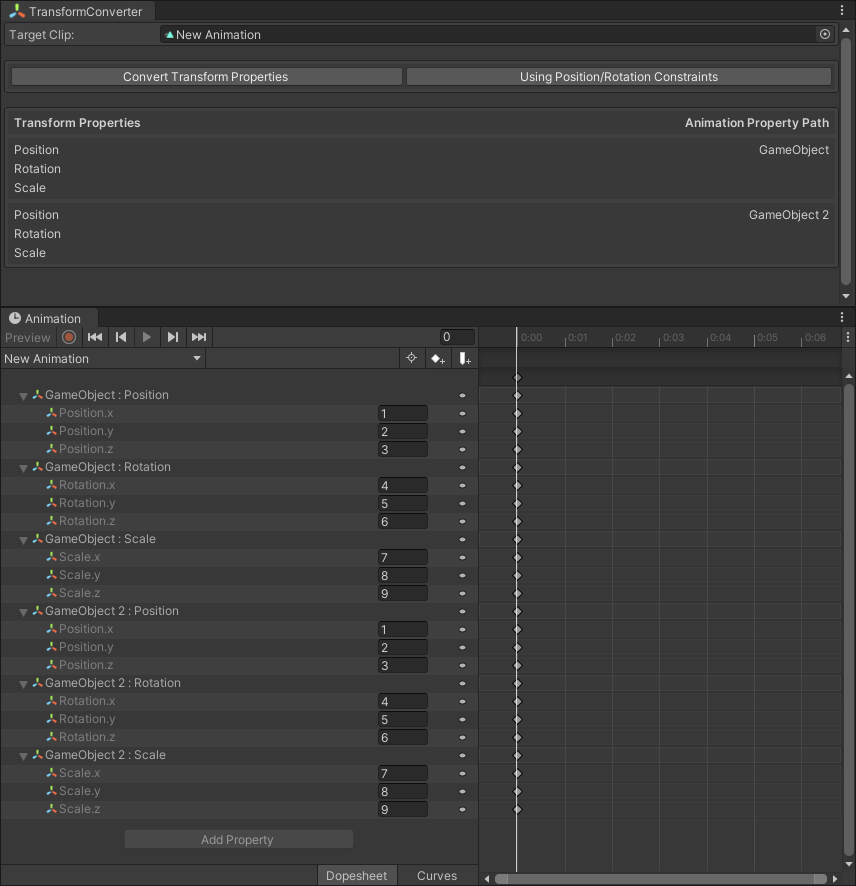 TransformConverter
Target Clip: New Animation
Convert Transform Properties Using Position/Rotation Constraints
Transform Properties Animation Property Path
Position GameObject
Rotation
Scale
Position GameObject 2
Rotation
Scale
Animation
Preview 0 0:00 0:01 0:02 0:03 0:04 0:05 0:06
New Animation
GameObject : Position
Position.x 1
Position.y 2
Position.z 3
GameObject : Rotation
Rotation.x 4
Rotation.y 5
Rotation.z 6
GameObject : Scale
Scale.x 7
Scale.y 8
Scale.z 9
GameObject 2 : Position
Position.x 1
Position.y 2
Position.z 3
GameObject 2 : Rotation
Rotation.x 4
Rotation.y 5
Rotation.z 6
GameObject 2 : Scale
Scale.x 7
Scale.y 8
Scale.z 9
Add Property
Dopesheet Curves